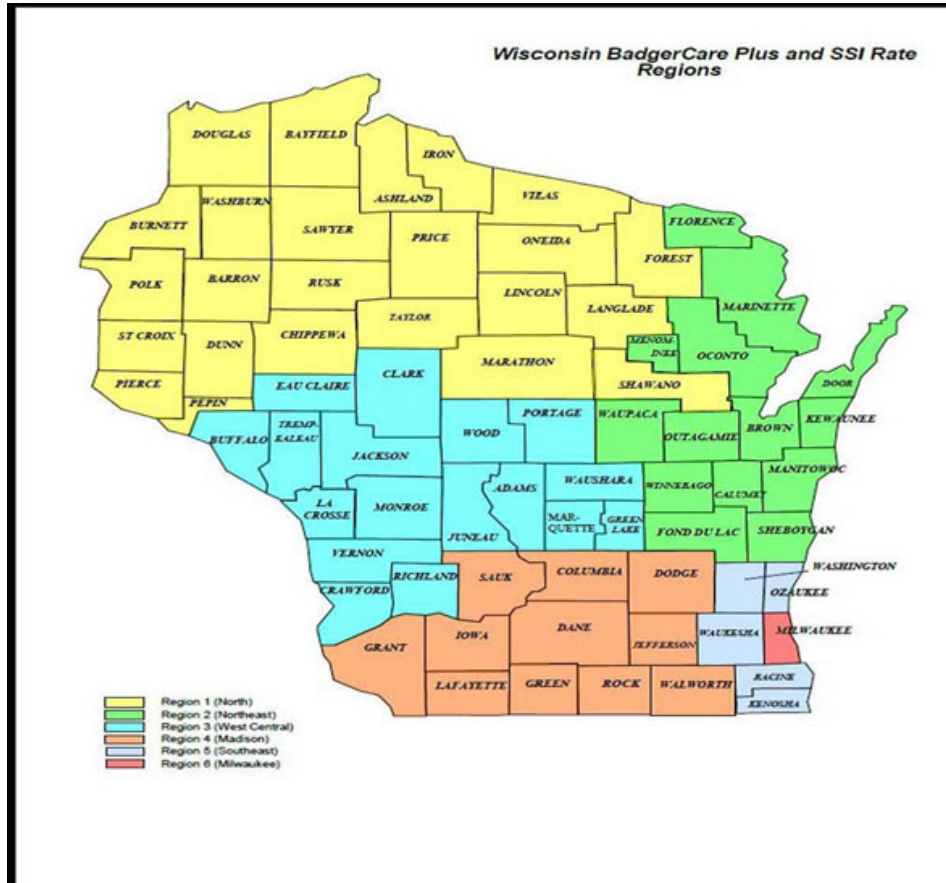 Wisconsin BadgerCare Plus and SSI Rate
Regions
DOUGLAS
BAYFIELD
IRON
ASHLAND
VILAS
WASHBURN
BURNETT
SAWYER
PRICE
ONEIDA
FLORENCE
FOREST
POLK
BARRON
RUSK
LINCOLN
LANGLADE
MARINETTE
ST CROIX
DUNN
CHIPPEWA
TAYLOR
MARATHON
MENOM-
INEE
OCONTO
PIERCE
PEPIN
EAU CLAIRE
CLARK
SHAWANO
DOOR
BUFFALO
TREMP-
EALEAU
JACKSON
WOOD
PORTAGE
WAUPACA
OUTAGAMIE
BROWN
KEWAUNEE
LA
CROSSE
MONROE
JUNEAU
ADAMS
WAUSHARA
WINNEBAGO
CALUMET
MANITOWOC
MAR-
QUETTE
GREEN
LAKE
FOND DU LAC
SHEBOYGAN
VERNON
CRAWFORD
RICHLAND
SAUK
COLUMBIA
DODGE
WASHINGTON
OZAUKEE
GRANT
IOWA
DANE
JEFFERSON
WAUKESHA
MILWAUKEE
LAFAYETTE
GREEN
ROCK
WALWORTH
RACINE
KENOSHA
Region 1 (North)
Region 2 (Northeast)
Region 3 (West Central)
Region 4 (Madison)
Region 5 (Southeast)
Region 6 (Milwaukee)